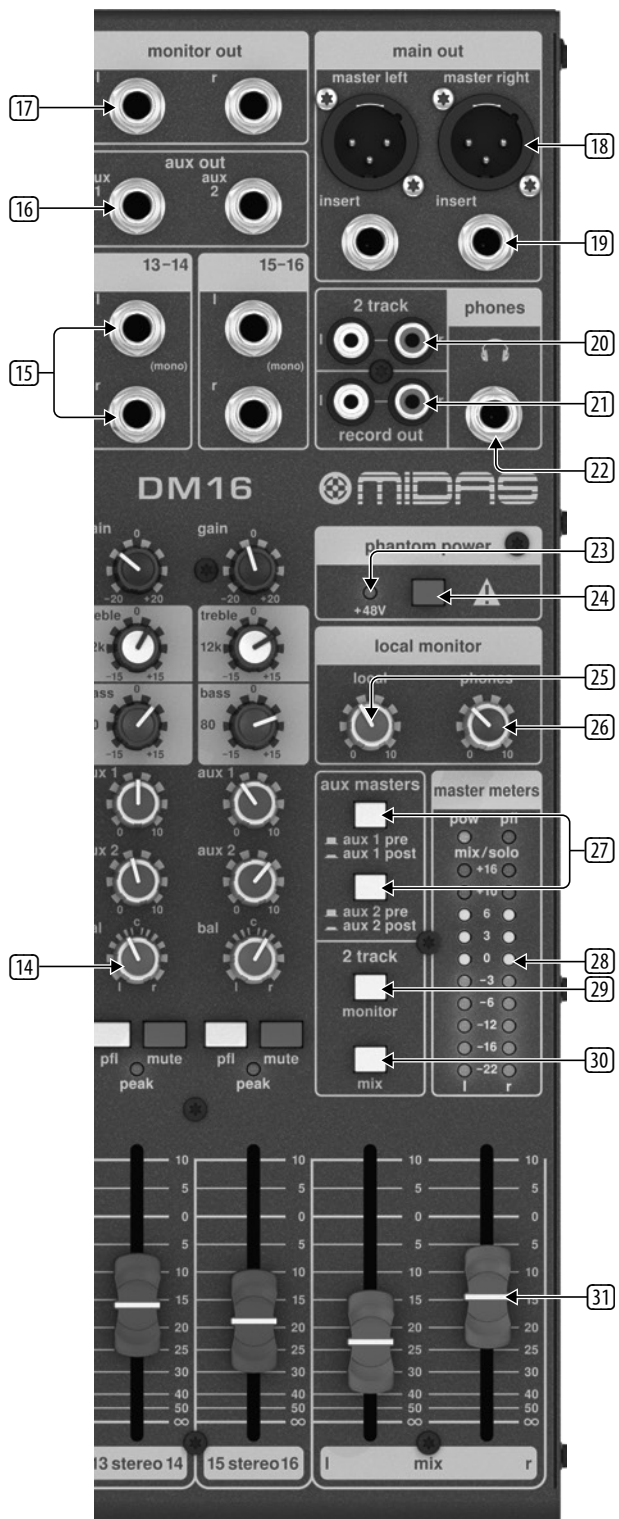 monitor out
l
r
17
aux out
aux
2
ux
1
16
main out
master left
master right
18
insert
insert
19
13-14
15-16
l
l
15
(mono)
(mono)
r
r
2 track
phones
l
r
20
l
21
record out
22
DM16
MIDAS
ain
gain
0
0
-20
+20
-20
+20
phantom power
23
+48V
24
reble
treble
0
2k
12k
-15
+15
-15
+15
ass
bass
0
0
80
-15
+15
-15
+15
local monitor
local
phones
25
26
0
10
0
10
ux 1
aux 1
0
10
0
10
ux 2
aux 2
0
10
0
10
al
bal
c
c
14
l
r
l
r
pfl
mute
pfl
mute
peak
peak
aux masters
aux 1 pre
aux 1 post
27
aux 2 pre
aux 2 post
2 track
29
monitor
30
mix
master meters
pow
pfl
mix/solo
+16
+10
6
3
0
28
-3
-6
-12
-16
-22
l
r
10
10
10
10
5
5
5
5
0
0
0
0
5
5
5
5
10
10
10
10
15
15
15
15
31
20
20
20
20
25
25
25
25
30
30
30
30
40
40
40
40
50
50
50
50
∞
∞
∞
∞
13 stereo 14
15 stereo 16
l
mix
r